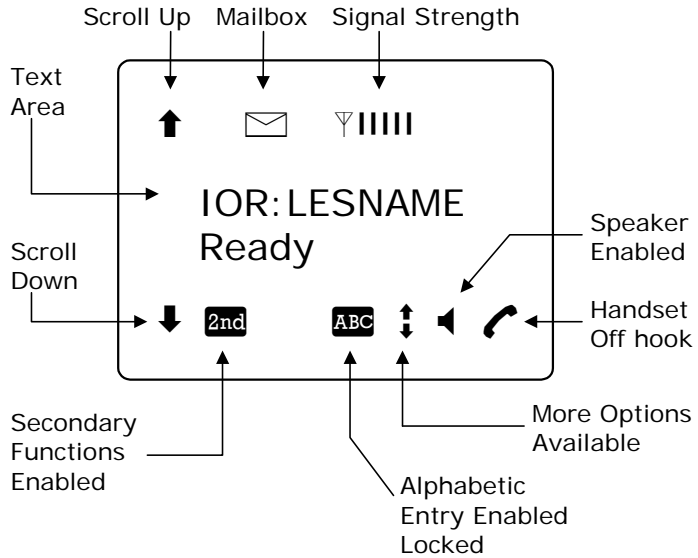 Scroll Up Mailbox Signal Strength
Text
Area
IOR:LESNAME
Ready
Speaker
Enabled
Scroll
Down
2nd
ABC
Handset
Off hook
Secondary
Functions
Enabled
More Options
Available
Alphabetic
Entry Enabled
Locked